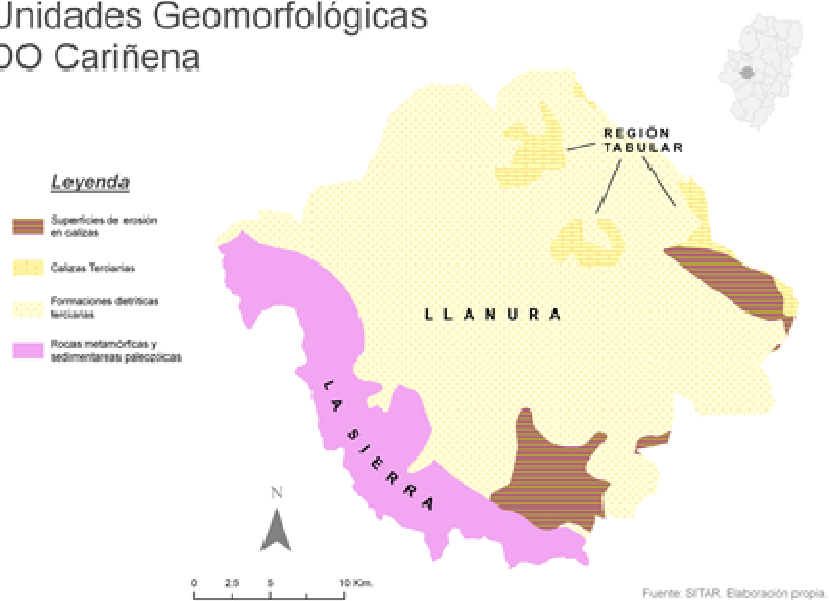 Unidades Geomorfológicas
DO Cariñena
REGIÓN
TABULAR
Leyenda
Superficies de erosión
en calizas
Calizas Terciarias
Formaciones detríticas
terciarias
Rocas metamórficas y
sedimentareas paleozóicas
LLANURA
LA SIERRA
N
0 2,5 5 10 Km.
Fuente: SITAR. Elaboración propia.